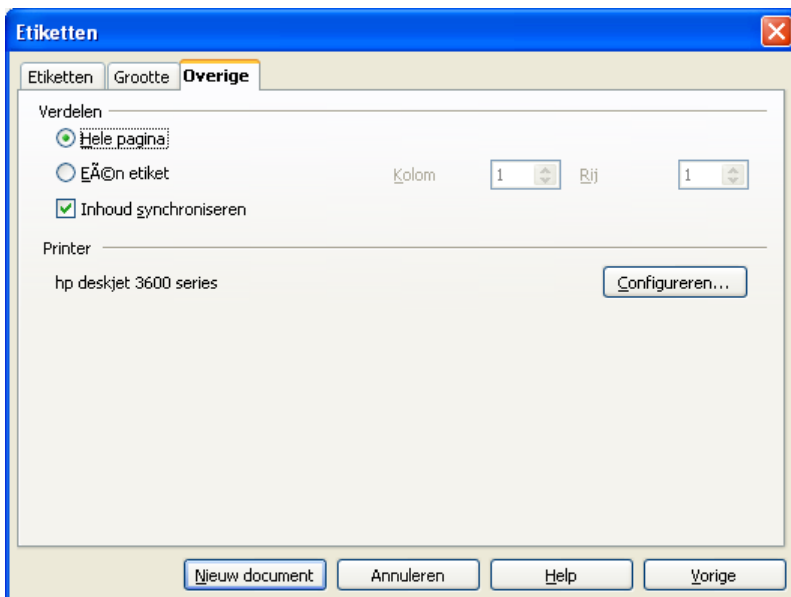 Etiketten
Etiketten Grootte Overige
Verdelen
Hele pagina
EÃ©n etiket Kolom 1 Rij 1
Inhoud synchroniseren
Printer
hp deskjet 3600 series Configureren...
Nieuw document Annuleren Help Vorige